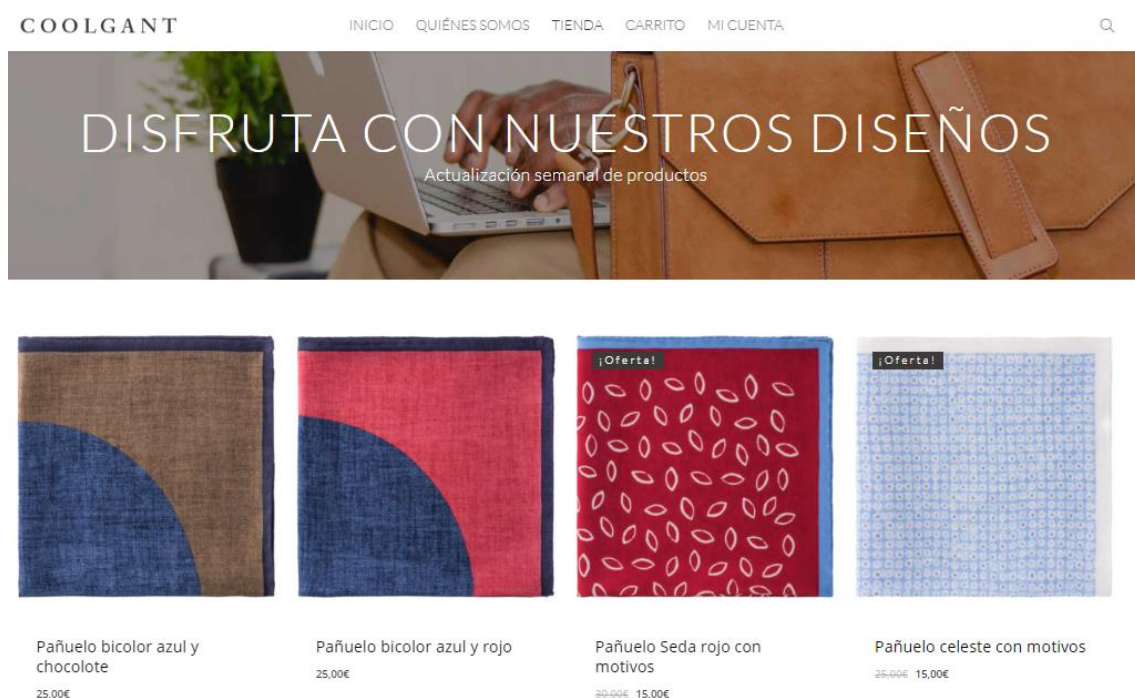 COOLGANT
INICIO QUIÉNES SOMOS TIENDA CARRITO MI CUENTA
DISFRUTA CON NUESTROS DISEÑOS
Actualización semanal de productos
¡Oferta!
¡Oferta!
Pañuelo bicolor azul y
chocolote
25,00€
Pañuelo bicolor azul y rojo
25,00€
Pañuelo Seda rojo con
motivos
30,00€ 15,00€
Pañuelo celeste con motivos
25,00€ 15,00€